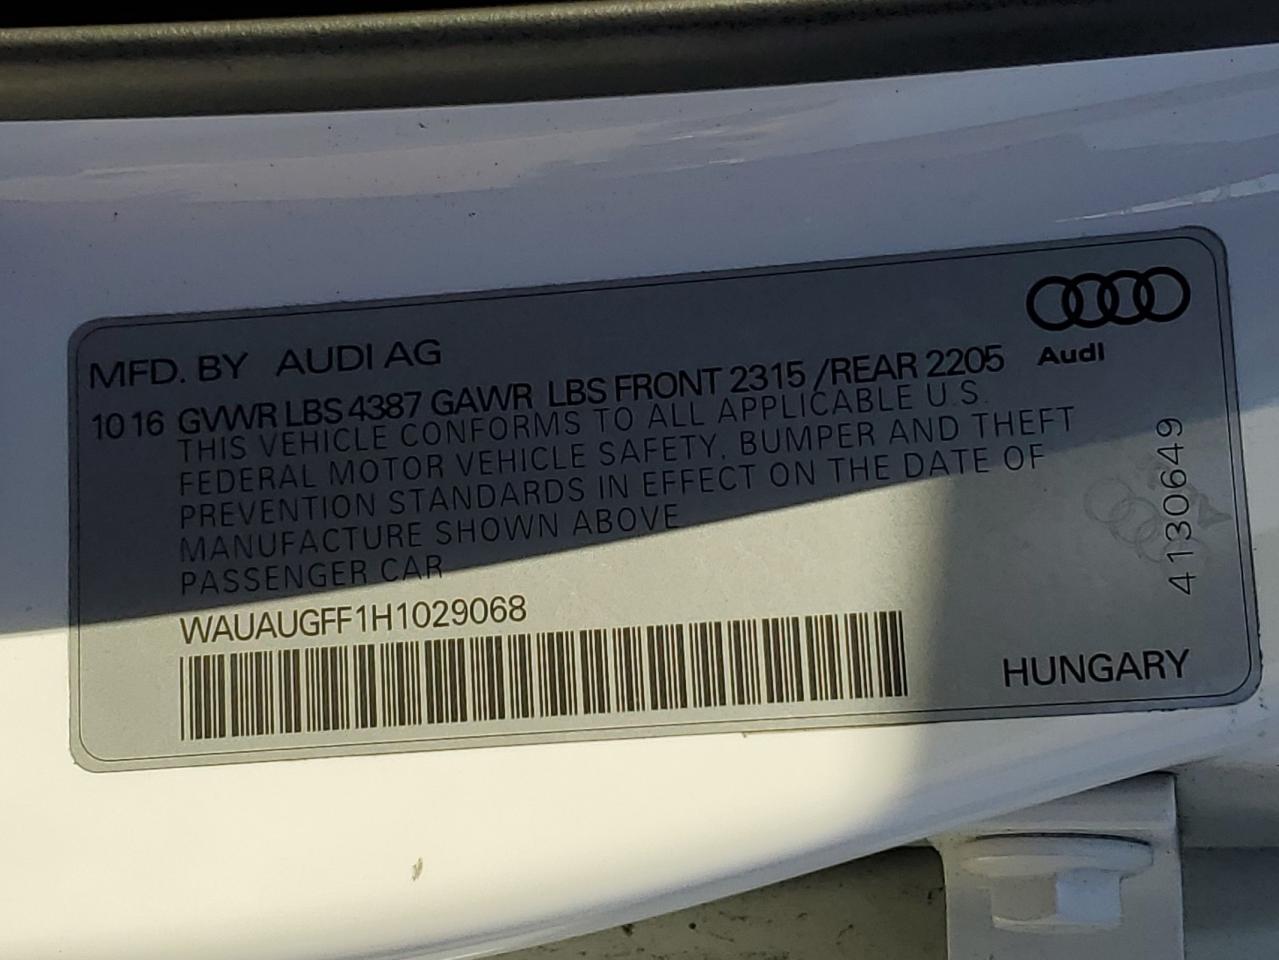 MFD. BY AUDI AG
Audi
10 16 GVWR LBS 4387 GAWR LBS FRONT 2315 /REAR 2205
THIS VEHICLE CONFORMS TO ALL APPLICABLE U.S.
FEDERAL MOTOR VEHICLE SAFETY, BUMPER AND THEFT
PREVENTION STANDARDS IN EFFECT ON THE DATE OF
MANUFACTURE SHOWN ABOVE
PASSENGER CAR
WAUAUGFF1H1029068
4130649
HUNGARY